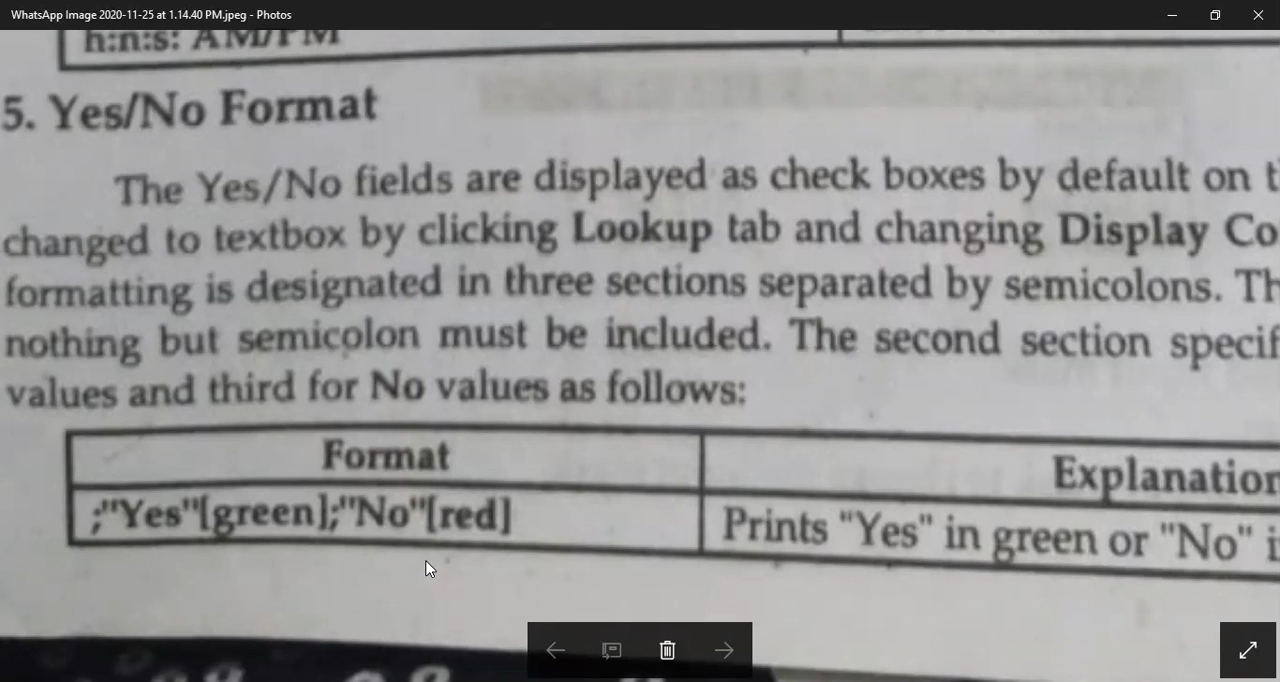 WhatsApp Image 2020-11-25 at 1.14.40 PM.jpeg - Photos
h:n:s: AM/PM
5. Yes/No Format
The Yes/No fields are displayed as check boxes by default on t
changed to textbox by clicking Lookup tab and changing Display Co
formatting is designated in three sections separated by semicolons. Th
nothing but semicolon must be included. The second section specif
values and third for No values as follows:
Format Explanation
;"Yes"[green];"No"[red] Prints "Yes" in green or "No" i